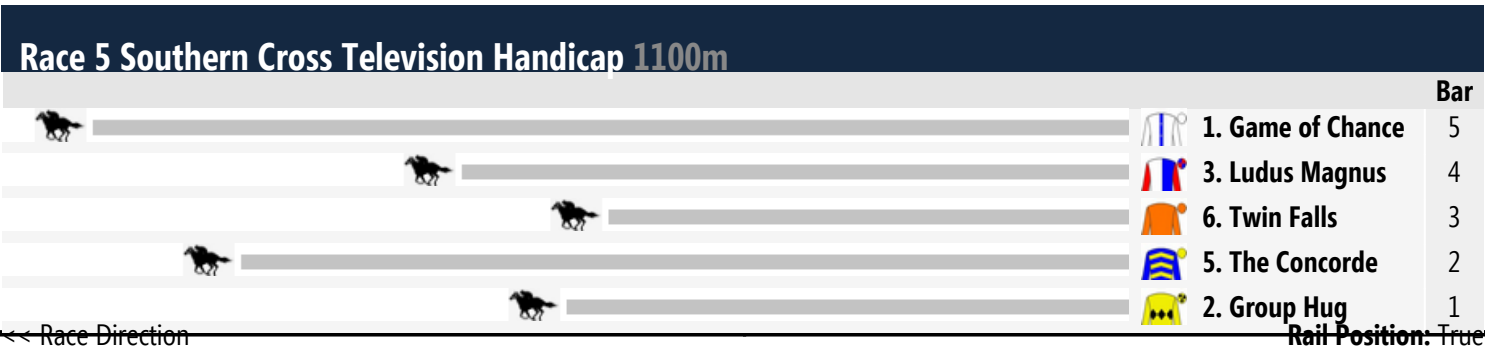 Race 5 Southern Cross Television Handicap 1100m
Bar
1. Game of Chance 5
3. Ludus Magnus 4
6. Twin Falls 3
5. The Concorde 2
2. Group Hug 1
<< Race Direction Rail Position: True